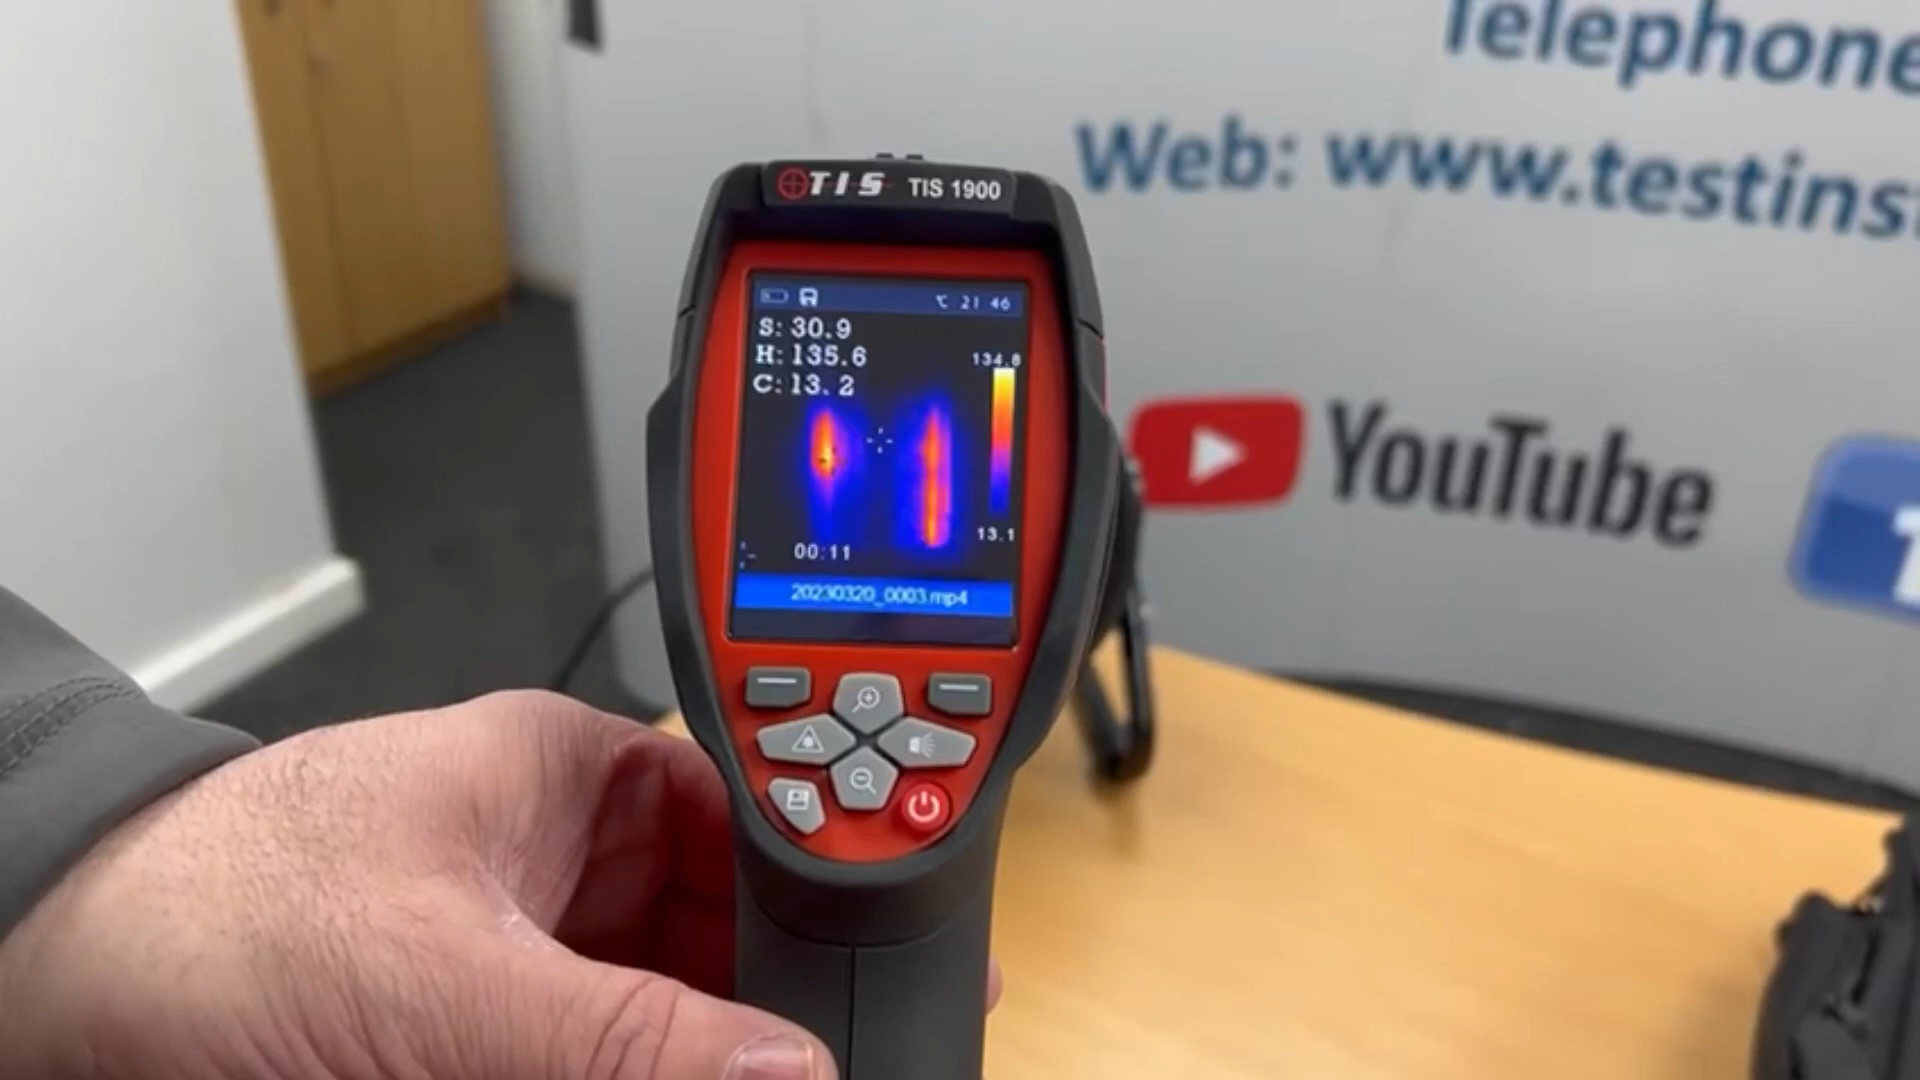 Telephone
Web: www.testinst
TIS TIS 1900
℃ 21 46
S: 30.9
H: 135.6
C: 13.2
134.8
13.1
00:11
20230320_0003.mp4
YouTube